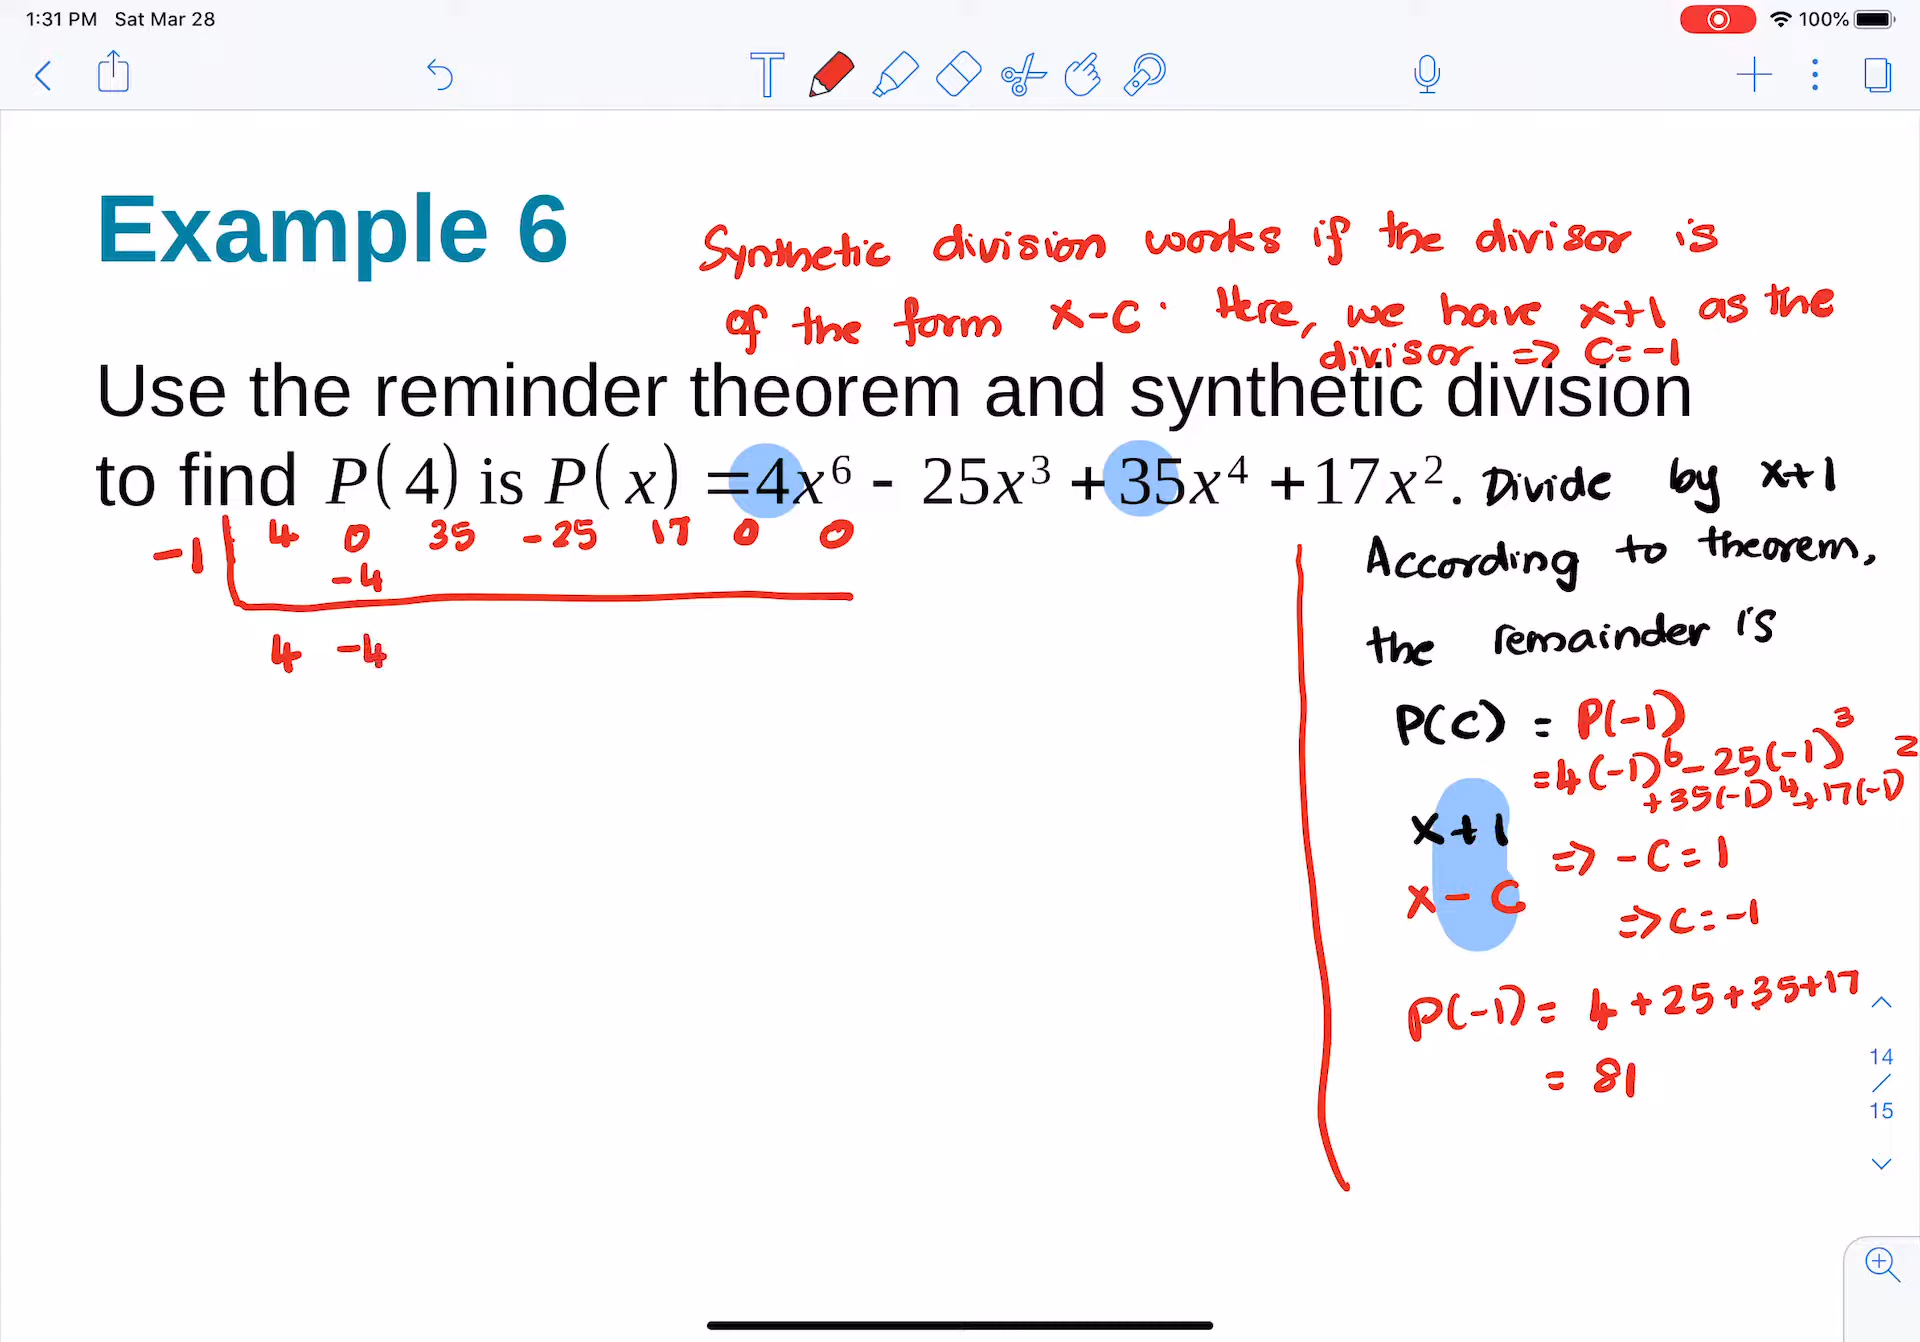 1:31 PM Sat Mar 28
100%
Example 6
Synthetic division works if the divisor is
of the form x-c. Here, we have x+1 as the
divisor => c=-1
Use the reminder theorem and synthetic division
to find P(4) is P(x) =4x⁶ - 25x³ +35x⁴ +17x². Divide by x+1
-1 4 0 35 -25 17 0 0
-4
4 -4
According to theorem,
the remainder is
P(C) = P(-1)
=4(-1)⁶-25(-1)³
+35(-1)⁴+17(-1)²
x+1 => -C=1
x-C => C=-1
P(-1)= 4+25+35+17
= 81
14
/
15